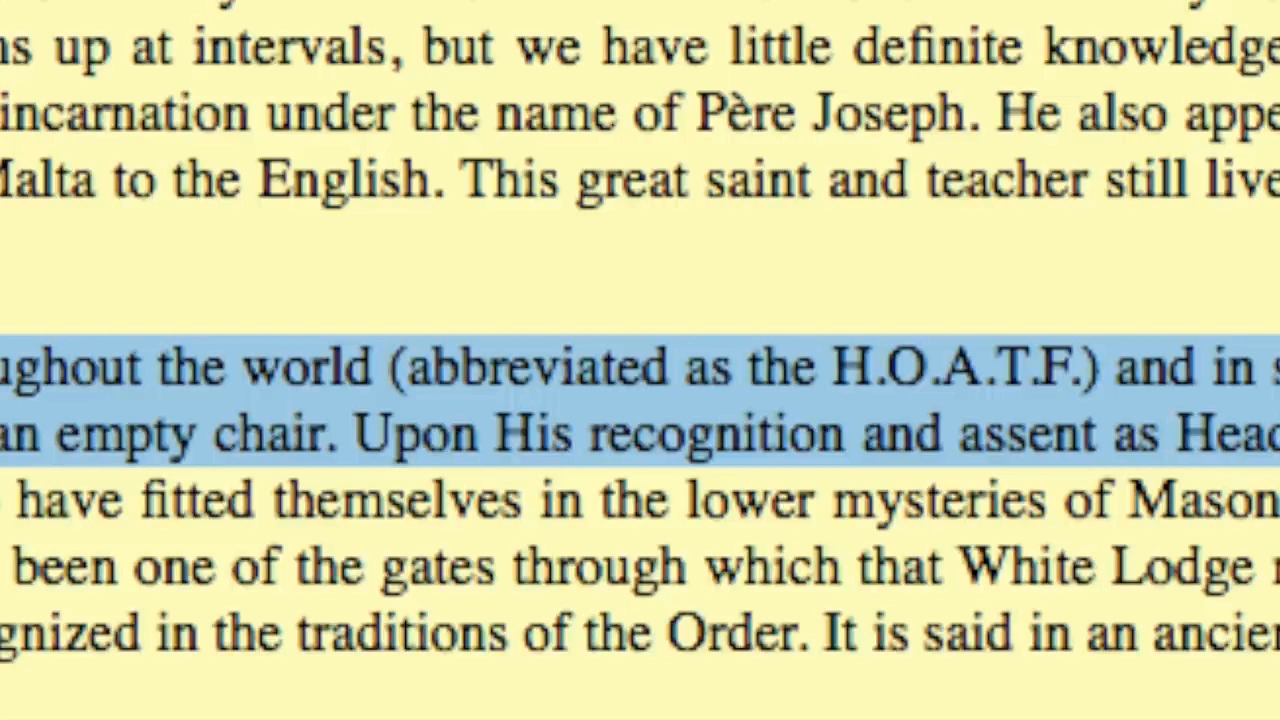 ns up at intervals, but we have little definite knowledge
incarnation under the name of Père Joseph. He also appe
Malta to the English. This great saint and teacher still live
ughout the world (abbreviated as the H.O.A.T.F.) and in s
an empty chair. Upon His recognition and assent as Head
have fitted themselves in the lower mysteries of Mason
been one of the gates through which that White Lodge
gnized in the traditions of the Order. It is said in an ancien